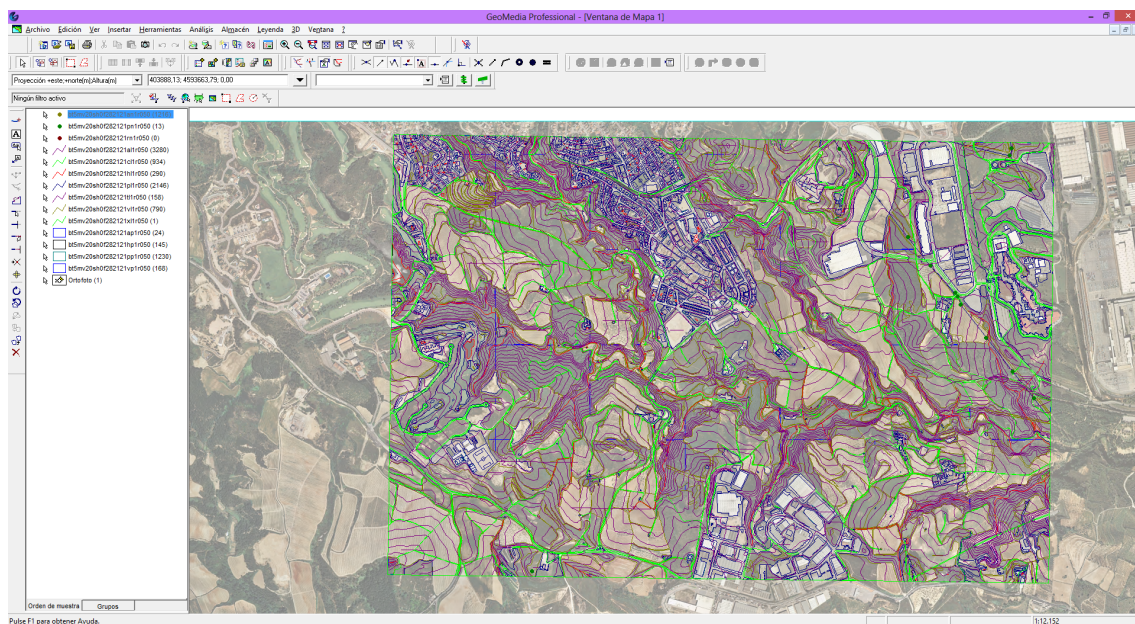 GeoMedia Professional - [Ventana de Mapa 1]
Archivo Edición Ver Insertar Herramientas Análisis Almacén Leyenda 3D Ventana ?
Proyección +este;+norte(m);Altura(m) 403888,13; 4593663,79; 0,00
Ningún filtro activo
bt5mv20sh0f282121pn1r050 (13)
bt5mv20sh0f282121rn1r050 (0)
bt5mv20sh0f282121al1r050 (3280)
bt5mv20sh0f282121fl1r050 (934)
bt5mv20sh0f282121hl1r050 (290)
bt5mv20sh0f282121pl1r050 (2146)
bt5mv20sh0f282121tl1r050 (158)
bt5mv20sh0f282121vl1r050 (790)
bt5mv20sh0f282121xl1r050 (1)
bt5mv20sh0f282121ap1r050 (24)
bt5mv20sh0f282121hp1r050 (145)
bt5mv20sh0f282121pp1r050 (1230)
bt5mv20sh0f282121vp1r050 (168)
Ortofoto (1)
Orden de muestra Grupos
Pulse F1 para obtener Ayuda.
1:12.152